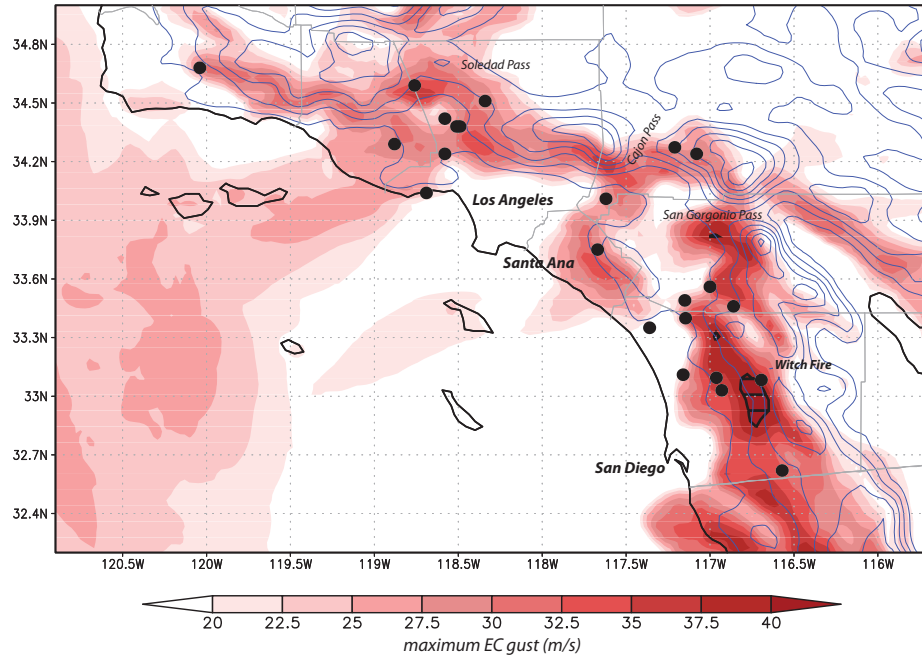 34.8N
Soledad Pass
34.5N
Cajon Pass
34.2N
Los Angeles
33.9N
San Gorgonio Pass
Santa Ana
33.6N
33.3N
Witch Fire
33N
32.7N
San Diego
32.4N
120.5W 120W 119.5W 119W 118.5W 118W 117.5W 117W 116.5W 116W
20 22.5 25 27.5 30 32.5 35 37.5 40
maximum EC gust (m/s)